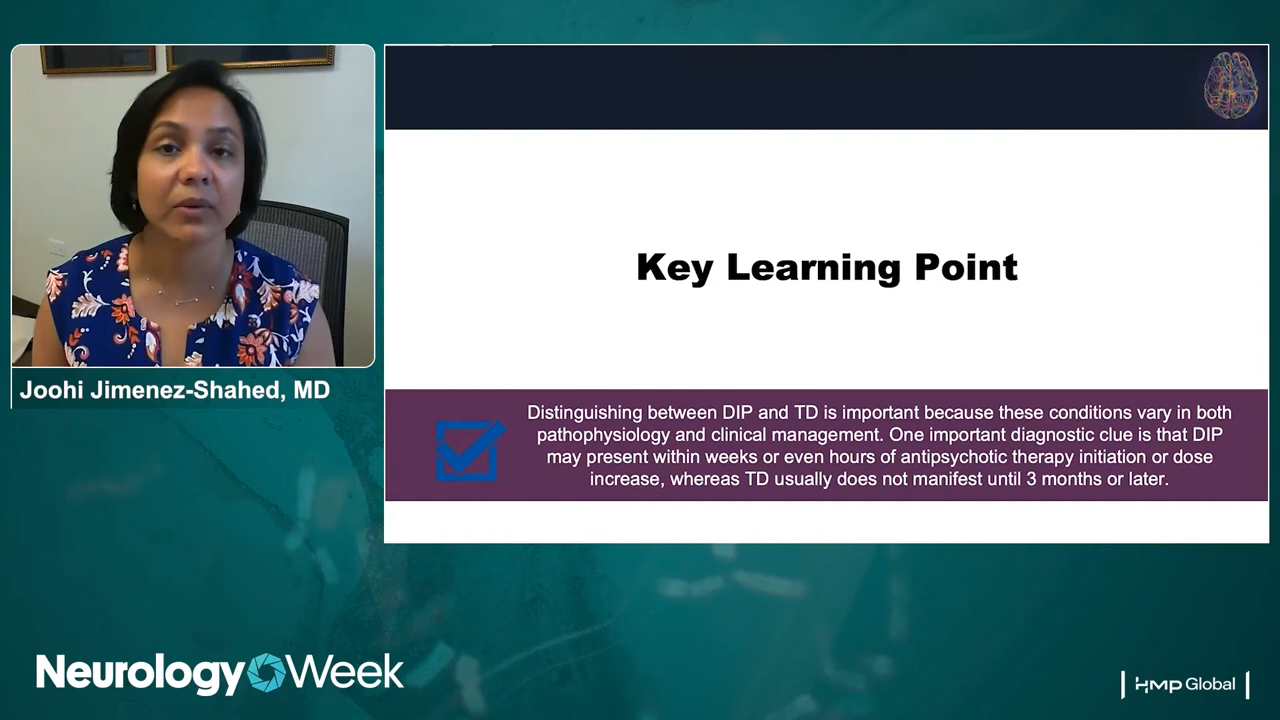 Key Learning Point
Distinguishing between DIP and TD is important because these conditions vary in both
pathophysiology and clinical management. One important diagnostic clue is that DIP
may present within weeks or even hours of antipsychotic therapy initiation or dose
increase, whereas TD usually does not manifest until 3 months or later.
Joohi Jimenez-Shahed, MD
Neurology Week
HMP Global